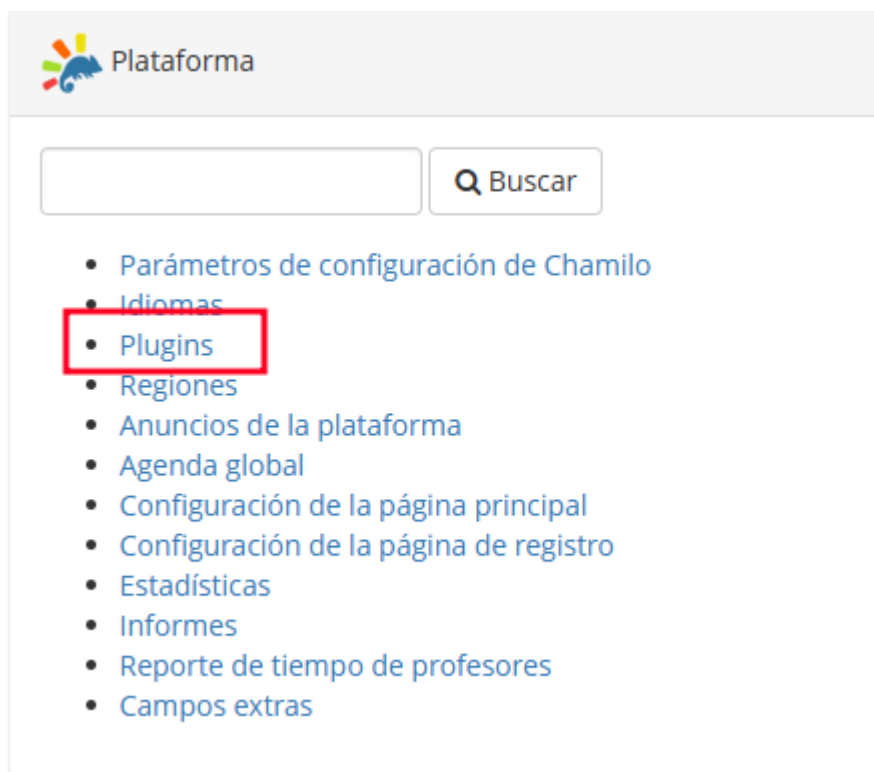 Plataforma
Buscar
Parámetros de configuración de Chamilo
Idiomas
Plugins
Regiones
Anuncios de la plataforma
Agenda global
Configuración de la página principal
Configuración de la página de registro
Estadísticas
Informes
Reporte de tiempo de profesores
Campos extras